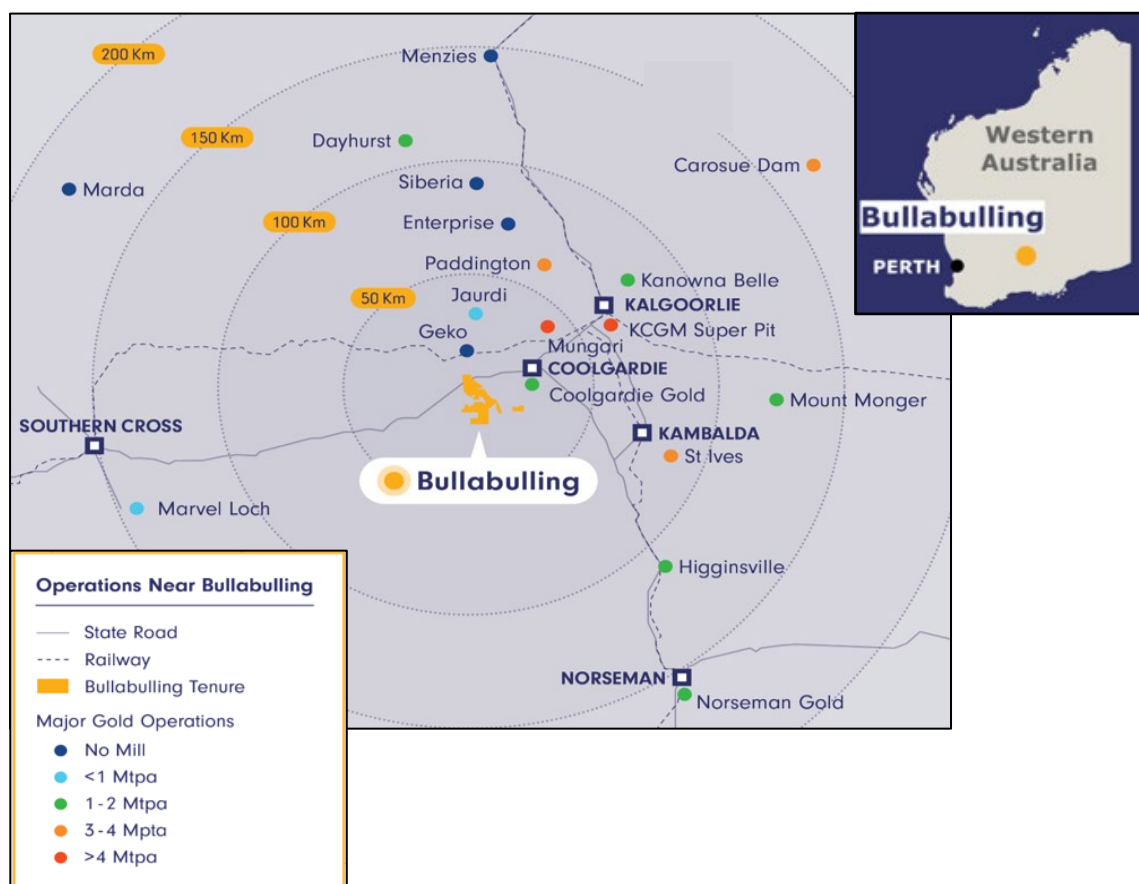 200 Km
Menzies
150 Km
Dayhurst
Carosue Dam
Marda
Siberia
100 Km
Enterprise
Paddington
Kanowna Belle
50 Km
Jaurdi
KALGOORLIE
Geko
KCGM Super Pit
Mungari
COOLGARDIE
Coolgardie Gold
Mount Monger
SOUTHERN CROSS
KAMBALDA
St Ives
Bullabulling
Marvel Loch
Higginsville
NORSEMAN
Norseman Gold
Western
Australia
Bullabulling
PERTH
Operations Near Bullabulling
State Road
Railway
Bullabulling Tenure
Major Gold Operations
No Mill
<1 Mtpa
1-2 Mtpa
3-4 Mpta
>4 Mtpa